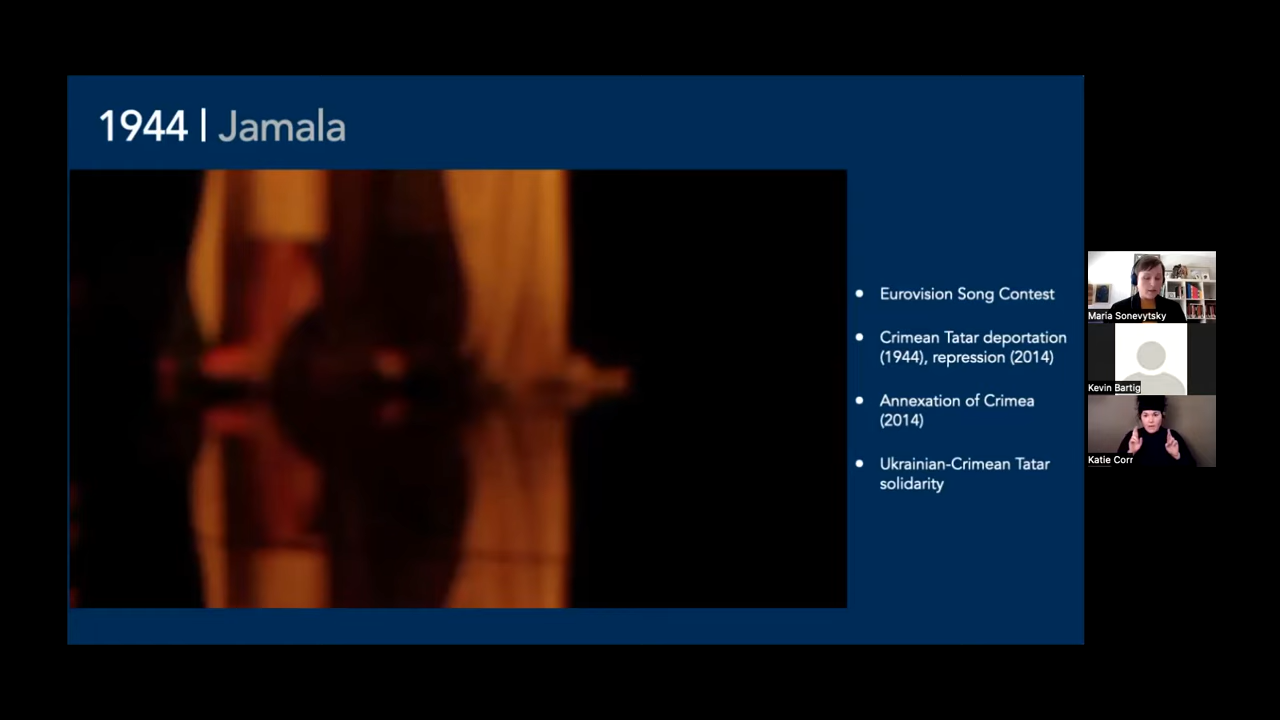 1944 | Jamala
Eurovision Song Contest
Crimean Tatar deportation
(1944), repression (2014)
Annexation of Crimea
(2014)
Ukrainian-Crimean Tatar
solidarity
Maria Sonevytsky
Kevin Bartig
Katie Corr